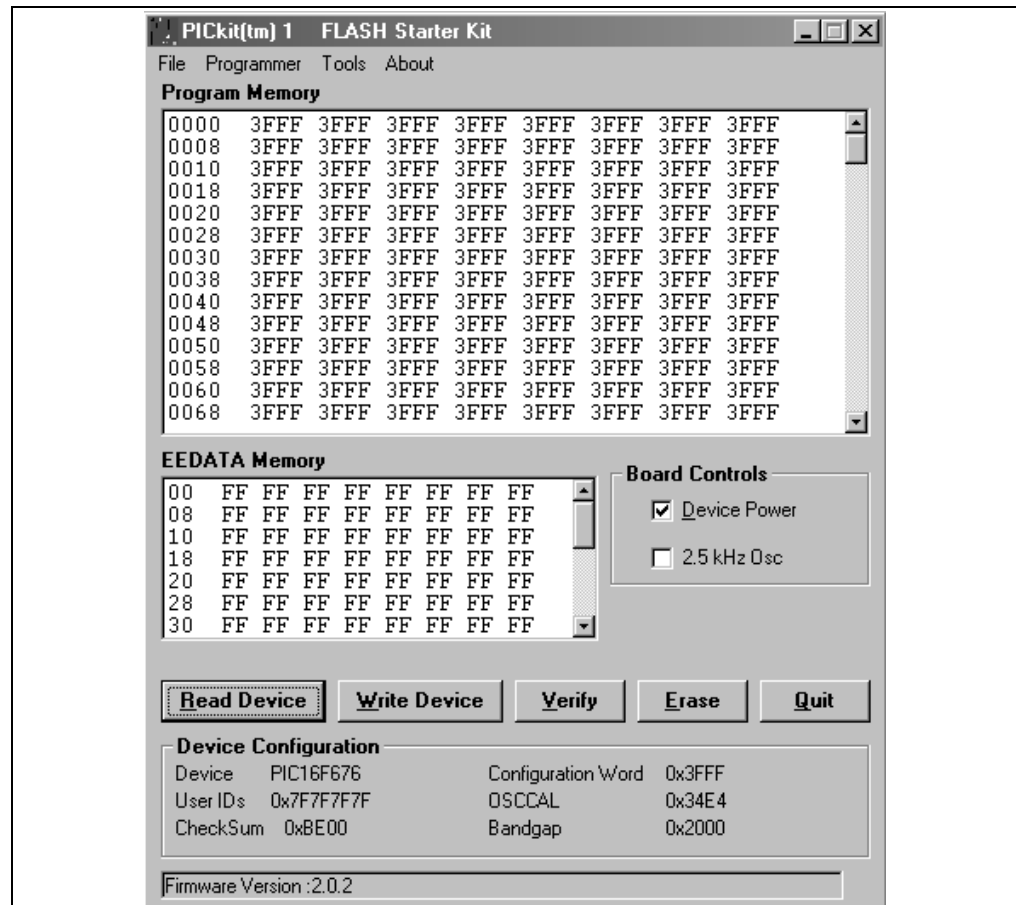 PICkit(tm) 1 FLASH Starter Kit
File Programmer Tools About
Program Memory
0000 3FFF 3FFF 3FFF 3FFF 3FFF 3FFF 3FFF 3FFF
0008 3FFF 3FFF 3FFF 3FFF 3FFF 3FFF 3FFF 3FFF
0010 3FFF 3FFF 3FFF 3FFF 3FFF 3FFF 3FFF 3FFF
0018 3FFF 3FFF 3FFF 3FFF 3FFF 3FFF 3FFF 3FFF
0020 3FFF 3FFF 3FFF 3FFF 3FFF 3FFF 3FFF 3FFF
0028 3FFF 3FFF 3FFF 3FFF 3FFF 3FFF 3FFF 3FFF
0030 3FFF 3FFF 3FFF 3FFF 3FFF 3FFF 3FFF 3FFF
0038 3FFF 3FFF 3FFF 3FFF 3FFF 3FFF 3FFF 3FFF
0040 3FFF 3FFF 3FFF 3FFF 3FFF 3FFF 3FFF 3FFF
0048 3FFF 3FFF 3FFF 3FFF 3FFF 3FFF 3FFF 3FFF
0050 3FFF 3FFF 3FFF 3FFF 3FFF 3FFF 3FFF 3FFF
0058 3FFF 3FFF 3FFF 3FFF 3FFF 3FFF 3FFF 3FFF
0060 3FFF 3FFF 3FFF 3FFF 3FFF 3FFF 3FFF 3FFF
0068 3FFF 3FFF 3FFF 3FFF 3FFF 3FFF 3FFF 3FFF
EEDATA Memory
00 FF FF FF FF FF FF FF FF
08 FF FF FF FF FF FF FF FF
10 FF FF FF FF FF FF FF FF
18 FF FF FF FF FF FF FF FF
20 FF FF FF FF FF FF FF FF
28 FF FF FF FF FF FF FF FF
30 FF FF FF FF FF FF FF FF
Board Controls
Device Power
2.5 kHz Osc
Read Device Write Device Verify Erase Quit
Device Configuration
Device PIC16F676 Configuration Word 0x3FFF
User IDs 0x7F7F7F7F OSCCAL 0x34E4
CheckSum 0xBE00 Bandgap 0x2000
Firmware Version :2.0.2